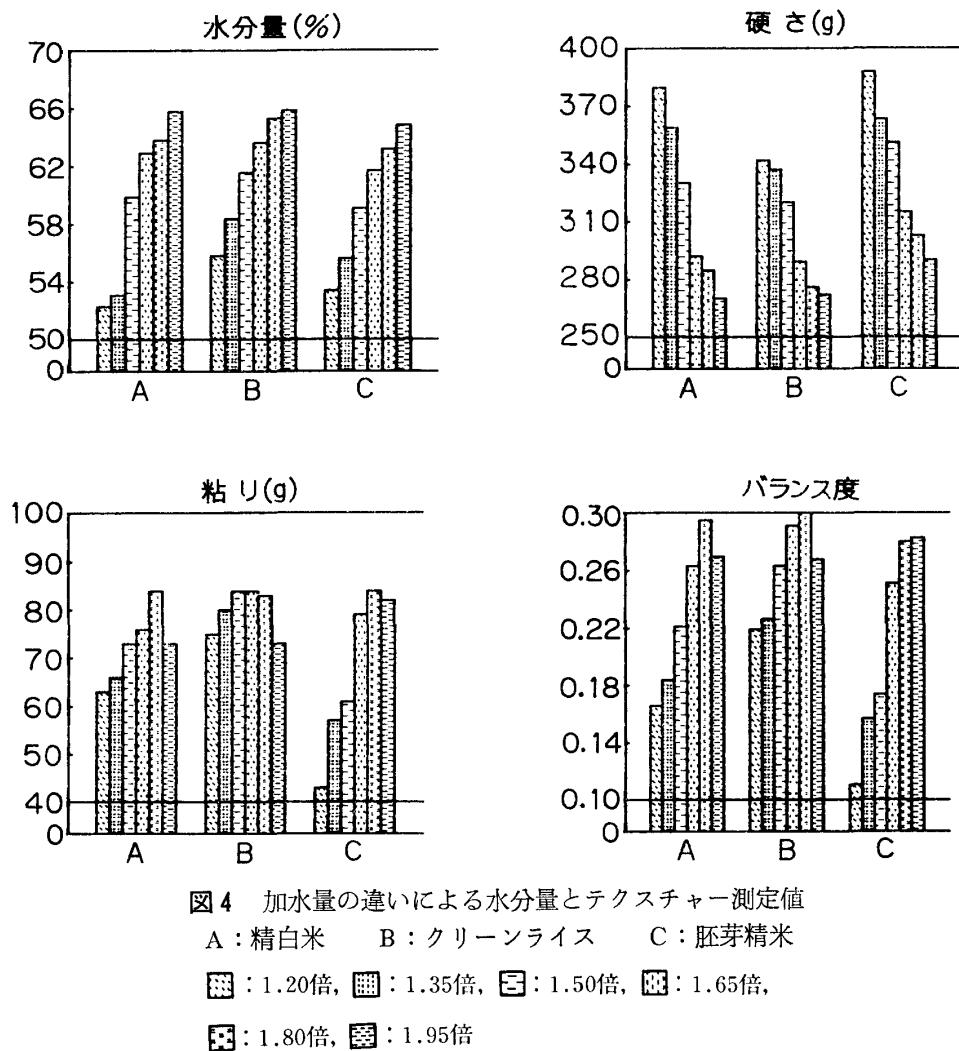 水分量(%)
70
66
62
58
54
50
0
A B C
硬さ(g)
400
370
340
310
280
250
0
A B C
粘り(g)
100
90
80
70
60
50
40
0
A B C
バランス度
0.30
0.26
0.22
0.18
0.14
0.10
0
A B C
図4 加水量の違いによる水分量とテクスチャー測定値
A:精白米 B:クリーンライス C:胚芽精米
:1.20倍, :1.35倍, :1.50倍, :1.65倍,
:1.80倍, :1.95倍